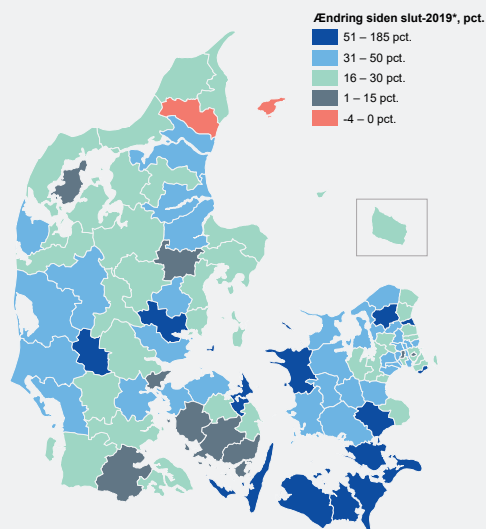 Ændring siden slut-2019*, pct.
51 – 185 pct.
31 – 50 pct.
16 – 30 pct.
1 – 15 pct.
-4 – 0 pct.